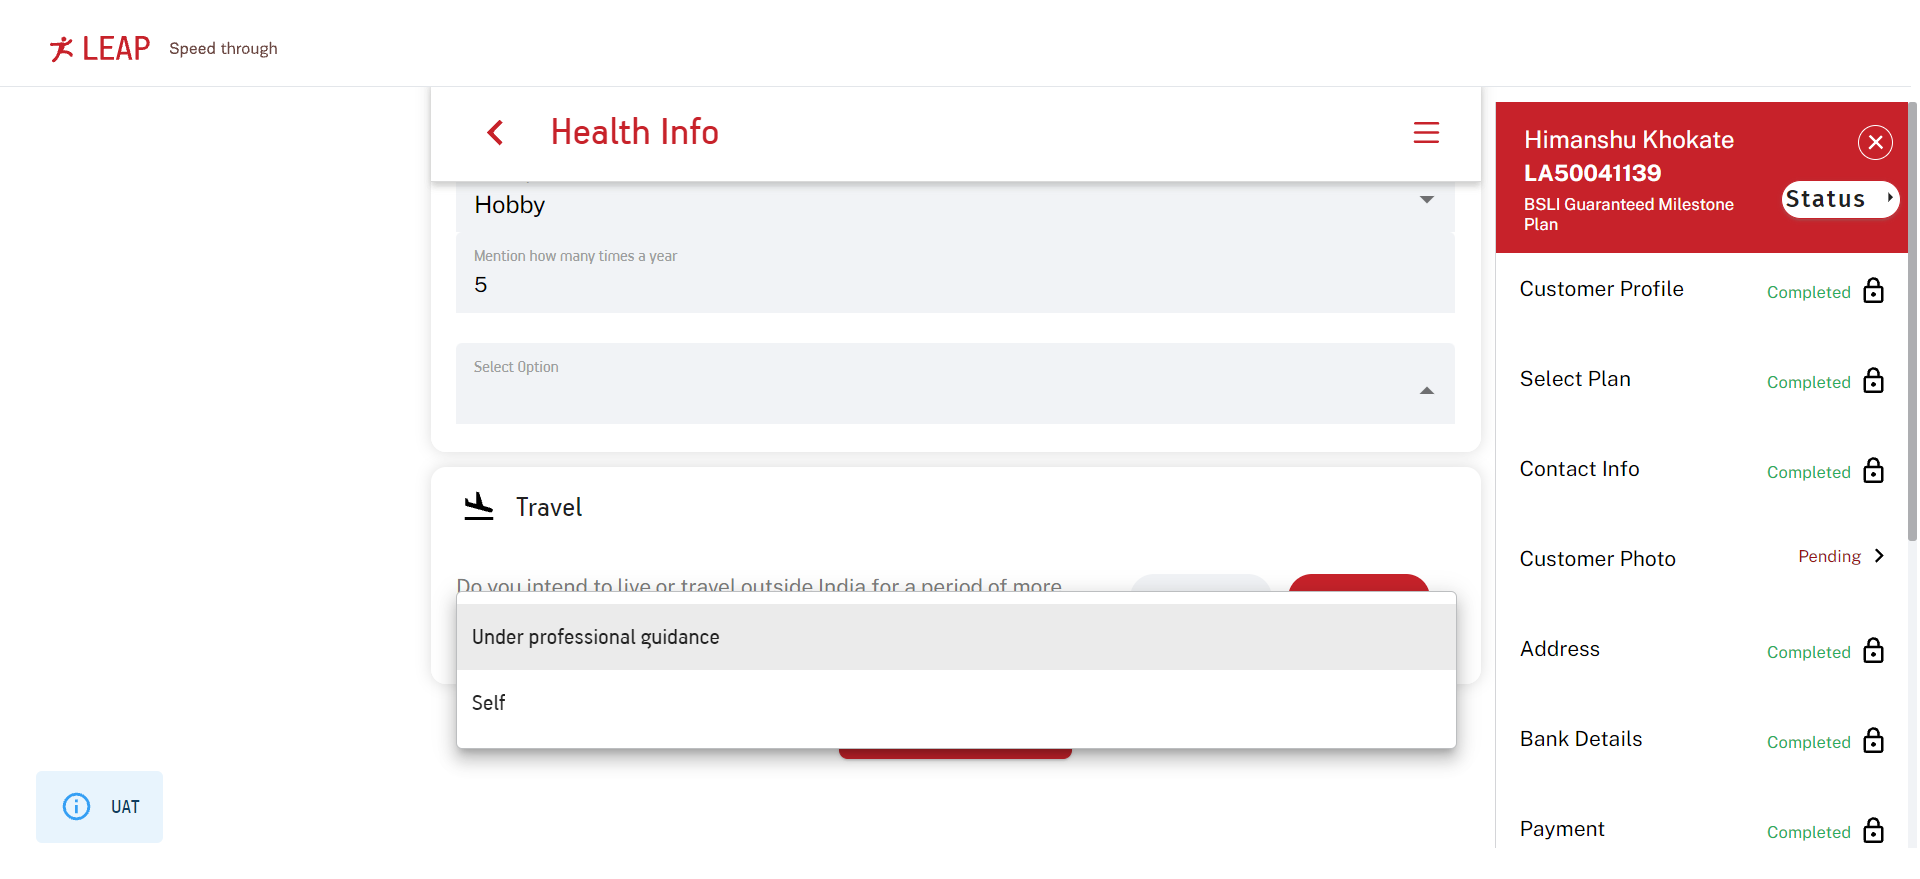 LEAP Speed through
Health Info
Hobby
Mention how many times a year
5
Select Option
Travel
Do you intend to live or travel outside India for a period of more
Under professional guidance
Self
UAT
Himanshu Khokate
LA50041139
BSLI Guaranteed Milestone
Plan
Status
Customer Profile Completed
Select Plan Completed
Contact Info Completed
Customer Photo Pending
Address Completed
Bank Details Completed
Payment Completed